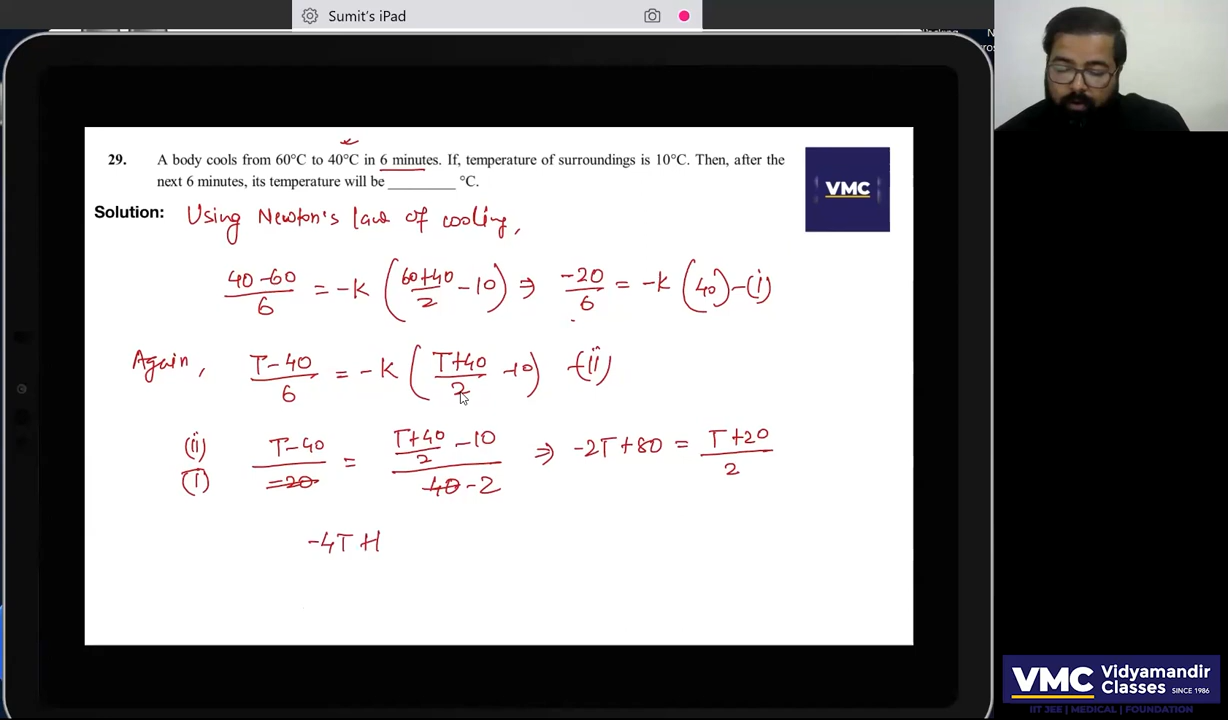 Sumit's iPad
29. A body cools from 60°C to 40°C in 6 minutes. If, temperature of surroundings is 10°C. Then, after the
next 6 minutes, its temperature will be __________ °C.
VMC
Solution: Using Newton's law of cooling,
40-60/6 = -K (60+40/2 - 10) ⇒ -20/6 = -K (40) -(i)
Again, T-40/6 = -K (T+40/2 - 10) -(ii)
(ii)/(i) T-40/-20 = T+40/2 - 10/40 -2 ⇒ -2T+80 = T+20/2
-4T +1
VMC Vidyamandir
Classes SINCE 1986
IIT JEE | MEDICAL | FOUNDATION